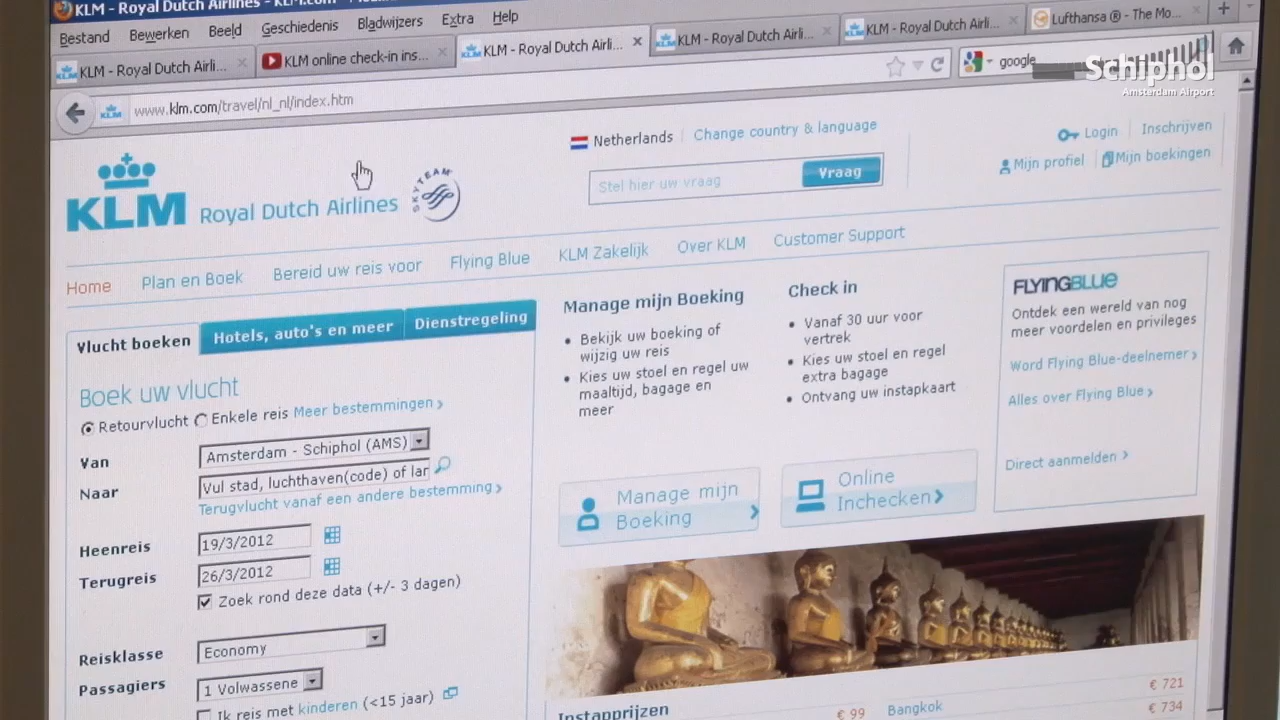 KLM - Royal Dutch Airlines - KLM.com
Bestand Bewerken Beeld Geschiedenis Bladwijzers Extra Help
KLM - Royal Dutch Airli...
KLM online check-in ins...
KLM - Royal Dutch Airli...
KLM - Royal Dutch Airli...
KLM - Royal Dutch Airli...
Lufthansa ® - The Mo...
www.klm.com/travel/nl_nl/index.htm
google
Schiphol
Amsterdam Airport
Netherlands
Change country & language
Login
Inschrijven
Stel hier uw vraag
Vraag
Mijn profiel
Mijn boekingen
KLM Royal Dutch Airlines
SKYTEAM
Home Plan en Boek Bereid uw reis voor Flying Blue KLM Zakelijk Over KLM Customer Support
Vlucht boeken
Hotels, auto's en meer
Dienstregeling
Boek uw vlucht
Retourvlucht Enkele reis Meer bestemmingen
Van Amsterdam - Schiphol (AMS)
Naar Vul stad, luchthaven(code) of lar
Terugvlucht vanaf een andere bestemming
Heenreis 19/3/2012
Terugreis 26/3/2012
Zoek rond deze data (+/- 3 dagen)
Reisklasse Economy
Passagiers 1 Volwassene
Ik reis met kinderen (<15 jaar)
Manage mijn Boeking
• Bekijk uw boeking of
wijzig uw reis
• Kies uw stoel en regel uw
maaltijd, bagage en
meer
Manage mijn
Boeking
Check in
• Vanaf 30 uur voor
vertrek
• Kies uw stoel en regel
extra bagage
• Ontvang uw instapkaart
Online
Inchecken
FLYINGBLUE
Ontdek een wereld van nog
meer voordelen en privileges
Word Flying Blue-deelnemer
Alles over Flying Blue
Direct aanmelden
Instapprijzen
€ 99
Bangkok
€ 721
€ 734